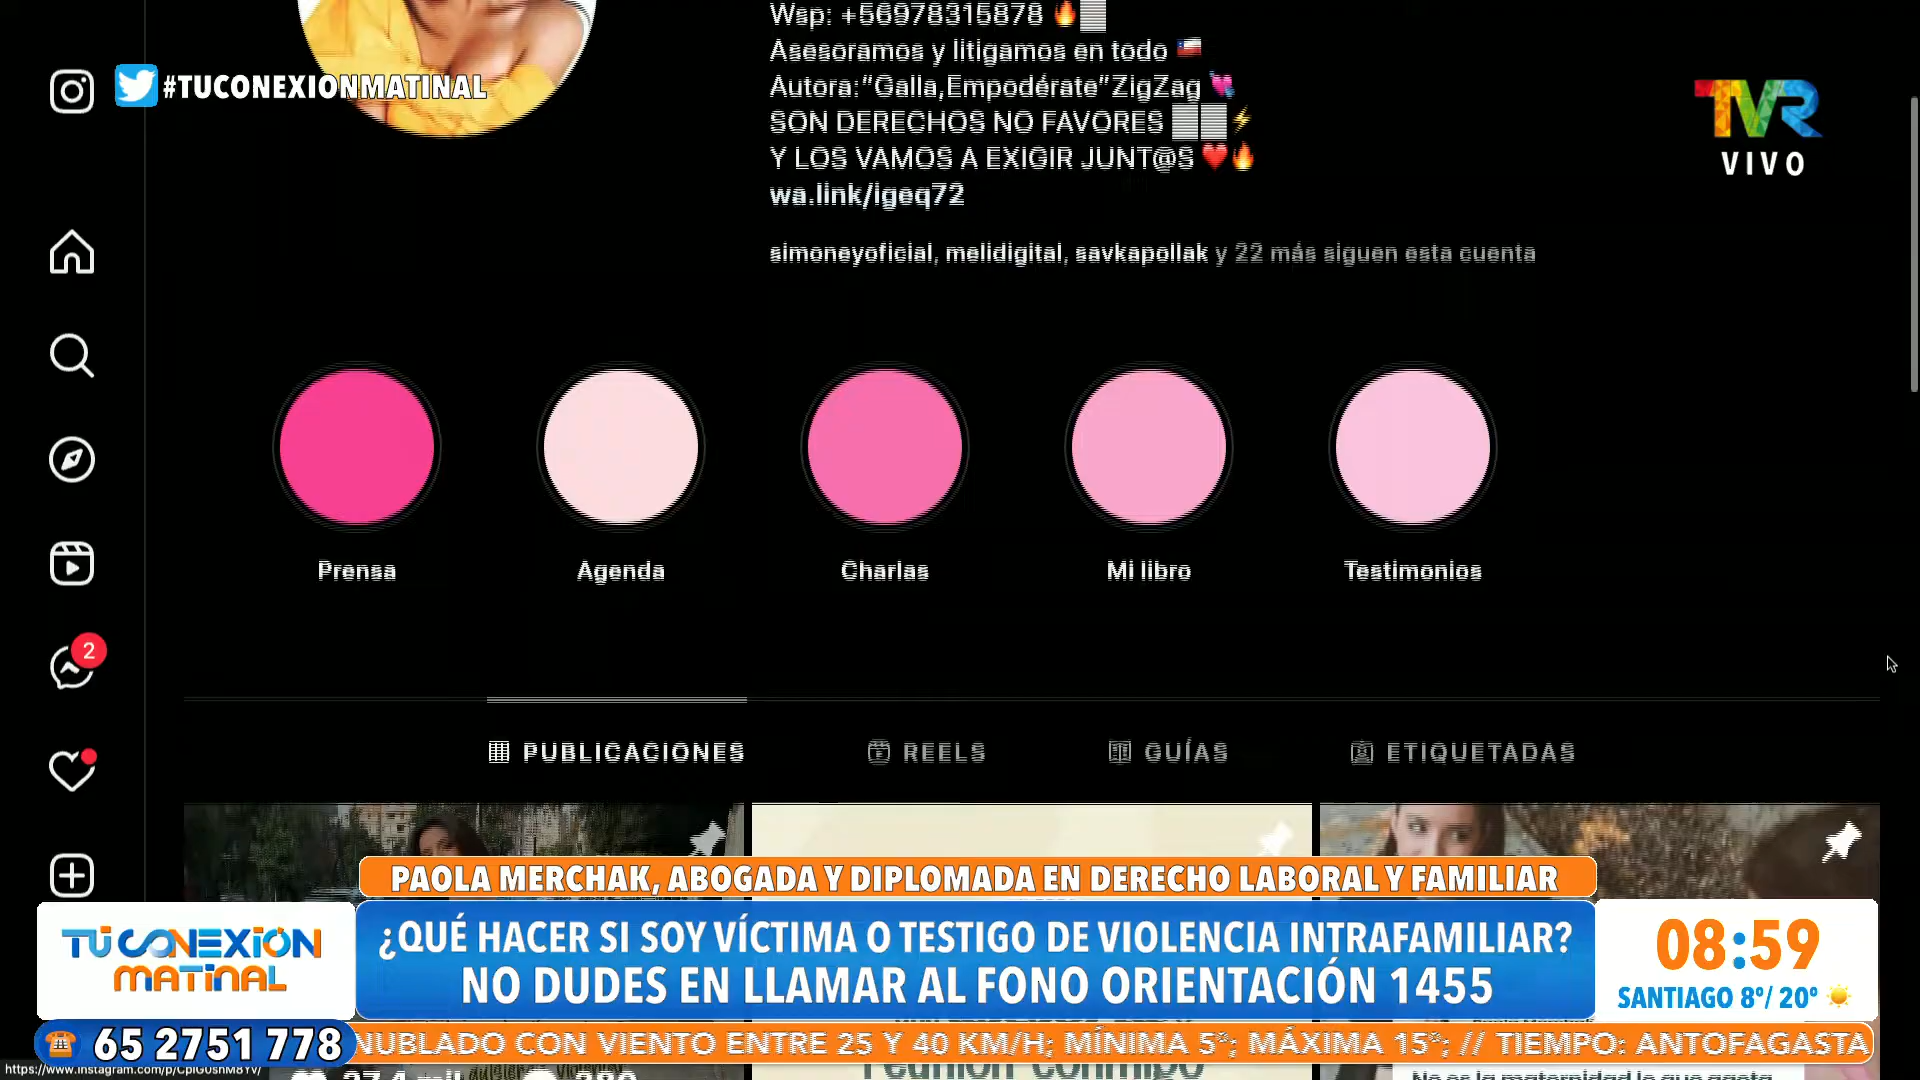 Wsp: +56978315878 🔥
Asesoramos y litigamos en todo 🇨🇱
Autora:"Galla,Empodérate"ZigZag 💘
SON DERECHOS NO FAVORES ⚡
Y LOS VAMOS A EXIGIR JUNT@S ❤️🔥
wa.link/igeq72
simoneyoficial, melidigital, savkapollak y 22 más siguen esta cuenta
#TUCONEXIONMATINAL
TVR
VIVO
Prensa
Agenda
Charlas
Mi libro
Testimonios
2
PUBLICACIONES
REELS
GUÍAS
ETIQUETADAS
PAOLA MERCHAK, ABOGADA Y DIPLOMADA EN DERECHO LABORAL Y FAMILIAR
TU CONEXIÓN
MATINAL
¿QUÉ HACER SI SOY VÍCTIMA O TESTIGO DE VIOLENCIA INTRAFAMILIAR?
NO DUDES EN LLAMAR AL FONO ORIENTACIÓN 1455
08:59
SANTIAGO 8°/ 20°
65 2751 778
NUBLADO CON VIENTO ENTRE 25 Y 40 KM/H; MÍNIMA 5°; MÁXIMA 15°; // TIEMPO: ANTOFAGASTA